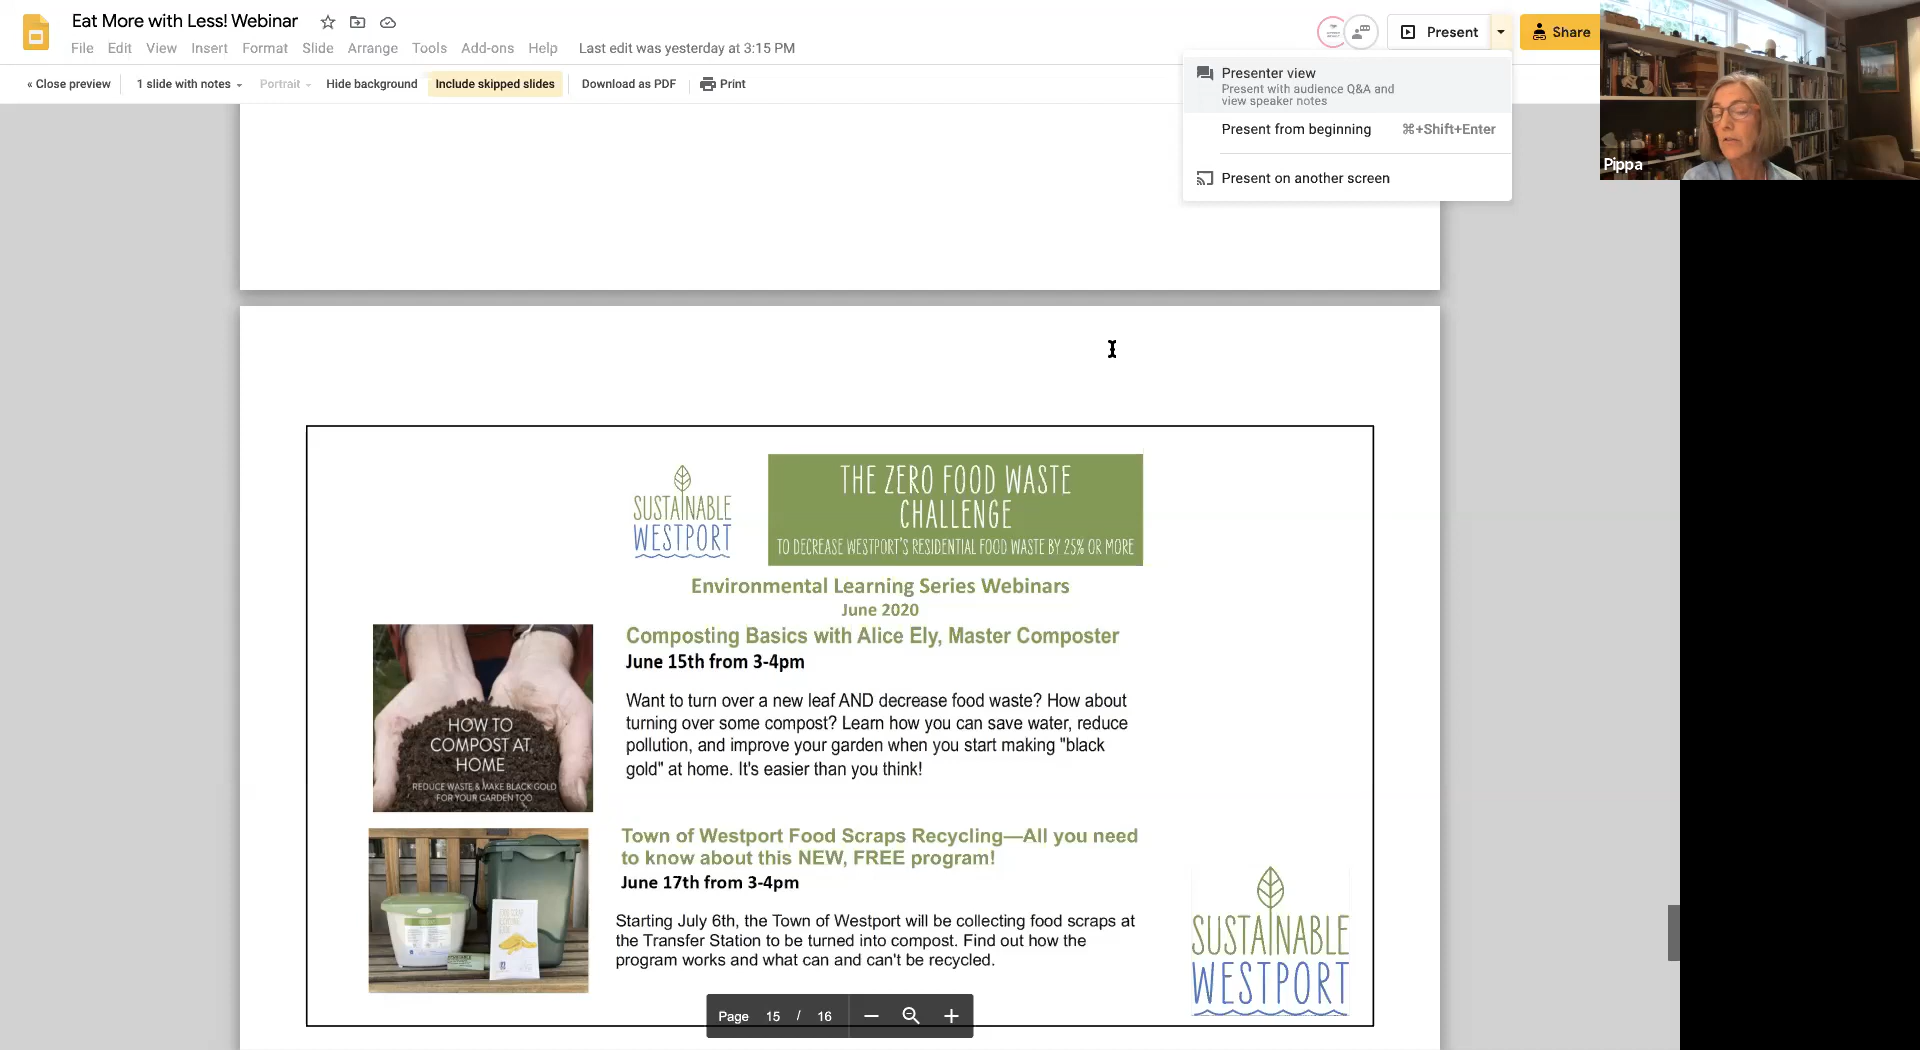 Eat More with Less! Webinar
File Edit View Insert Format Slide Arrange Tools Add-ons Help Last edit was yesterday at 3:15 PM
Present
Share
« Close preview 1 slide with notes Portrait Hide background Include skipped slides Download as PDF Print
Presenter view
Present with audience Q&A and
view speaker notes
Present from beginning ⌘+Shift+Enter
Present on another screen
Pippa
SUSTAINABLE
WESTPORT
THE ZERO FOOD WASTE
CHALLENGE
TO DECREASE WESTPORT'S RESIDENTIAL FOOD WASTE BY 25% OR MORE
Environmental Learning Series Webinars
June 2020
Composting Basics with Alice Ely, Master Composter
June 15th from 3-4pm
Want to turn over a new leaf AND decrease food waste? How about
turning over some compost? Learn how you can save water, reduce
pollution, and improve your garden when you start making "black
gold" at home. It's easier than you think!
HOW TO
COMPOST AT
HOME
REDUCE WASTE & MAKE BLACK GOLD
FOR YOUR GARDEN TOO
Town of Westport Food Scraps Recycling—All you need
to know about this NEW, FREE program!
June 17th from 3-4pm
Starting July 6th, the Town of Westport will be collecting food scraps at
the Transfer Station to be turned into compost. Find out how the
program works and what can and can't be recycled.
SUSTAINABLE
WESTPORT
Page 15 / 16